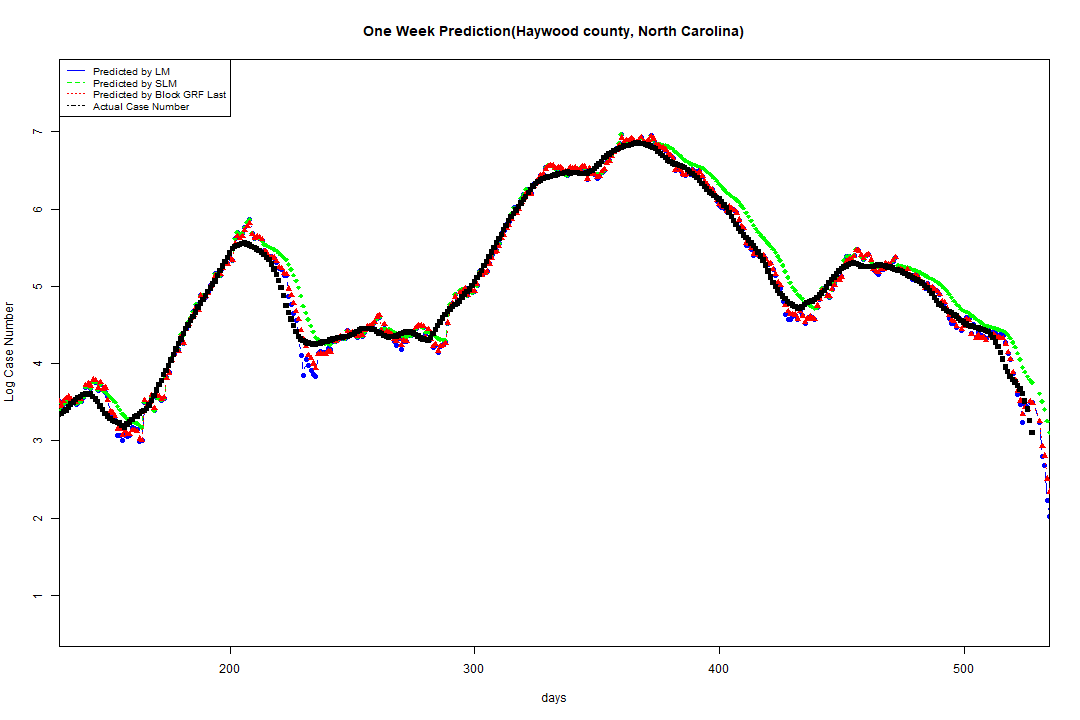 One Week Prediction(Haywood county, North Carolina)
Predicted by LM
Predicted by SLM
Predicted by Block GRF Last
Actual Case Number
7
6
5
4
3
2
1
Log Case Number
200 300 400 500
days